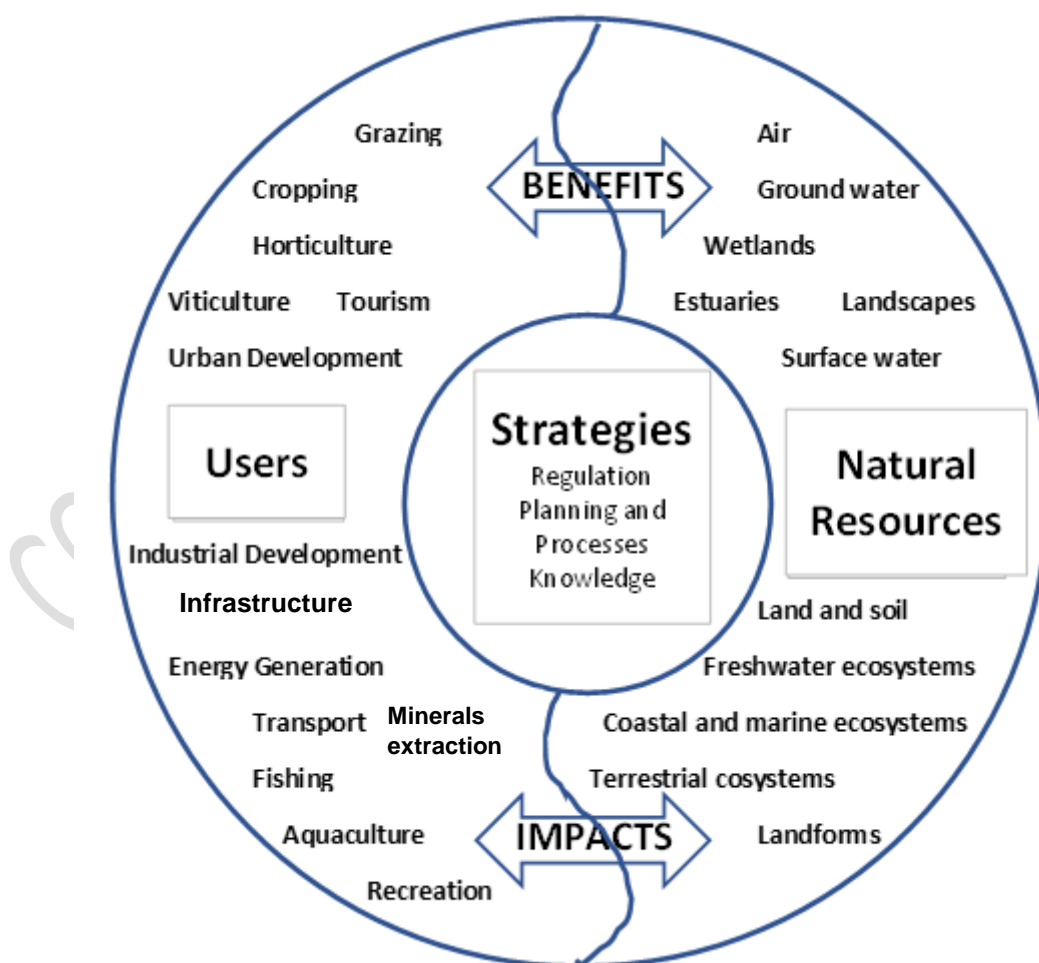 Grazing
Air
BENEFITS
Cropping
Ground water
Horticulture
Wetlands
Viticulture Tourism
Estuaries Landscapes
Urban Development
Surface water
Users
Strategies
Regulation
Planning and
Processes
Knowledge
Natural
Resources
Industrial Development
Infrastructure
Land and soil
Energy Generation
Freshwater ecosystems
Transport
Minerals
extraction
Coastal and marine ecosystems
Fishing
Terrestrial cosystems
Aquaculture
IMPACTS
Landforms
Recreation